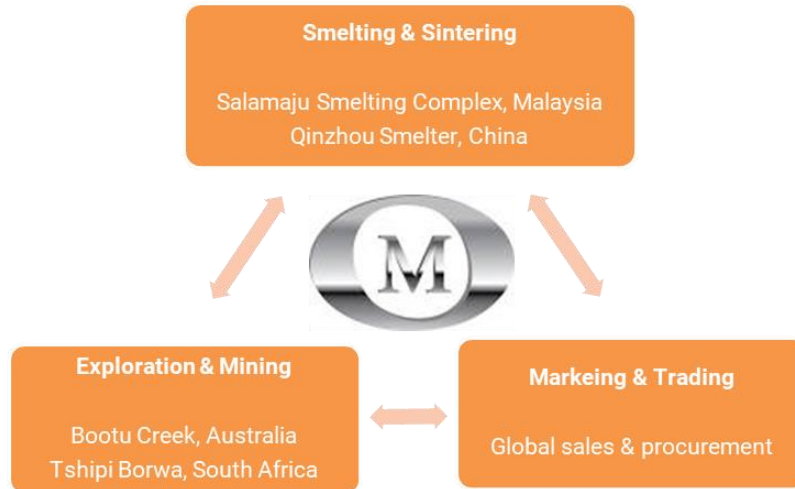 Smelting & Sintering
Salamaju Smelting Complex, Malaysia
Qinzhou Smelter, China
M
Exploration & Mining
Bootu Creek, Australia
Tshipi Borwa, South Africa
Markeing & Trading
Global sales & procurement